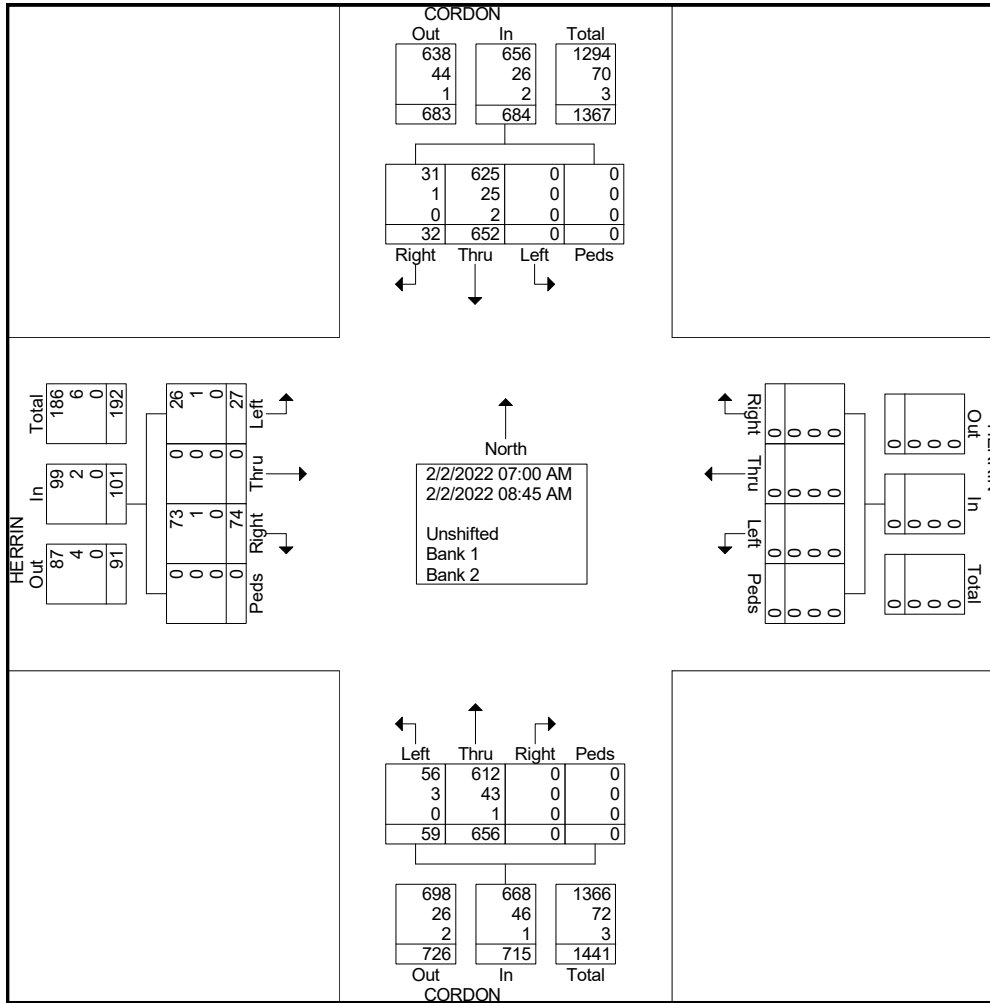 CORDON
Out In Total
638 656 1294
44 26 70
1 2 3
683 684 1367
31 625 0 0
1 25 0 0
0 2 0 0
32 652 0 0
Right Thru Left Peds
HERRIN
Total
186
6
0
192
In
99
2
0
101
Out
87
4
0
91
26
1
0
27
Left
0
0
0
0
Thru
73
1
0
74
Right
0
0
0
0
Peds
North
2/2/2022 07:00 AM
2/2/2022 08:45 AM
Unshifted
Bank 1
Bank 2
Right
0
0
0
0
Thru
0
0
0
0
Left
0
0
0
0
Peds
0
0
0
0
Out
0
0
0
0
In
0
0
0
0
Total
0
0
0
0
Left Thru Right Peds
56 612 0 0
3 43 0 0
0 1 0 0
59 656 0 0
698 668 1366
26 46 72
2 1 3
726 715 1441
Out In Total
CORDON